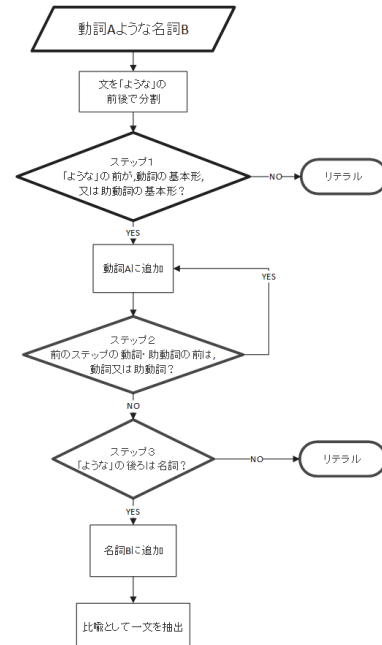 動詞Aような名詞B
文を「ような」の
前後で分割
ステップ1
「ような」の前が,動詞の基本形,
又は助動詞の基本形?
NO
リテラル
YES
動詞Aに追加
YES
ステップ2
前のステップの動詞・助動詞の前は,
動詞又は助動詞?
NO
ステップ3
「ような」の後ろは名詞?
NO
リテラル
YES
名詞Bに追加
比喩として一文を抽出